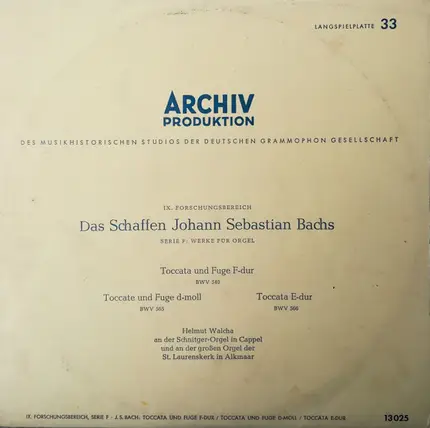 LANGSPIELPLATTE 33
ARCHIV
PRODUKTION
DES MUSIKHISTORISCHEN STUDIOS DER DEUTSCHEN GRAMMOPHON GESELLSCHAFT
IX. FORSCHUNGSBEREICH
Das Schaffen Johann Sebastian Bachs
SERIE F: WERKE FÜR ORGEL
Toccata und Fuge F-dur
BWV 540
Toccate und Fuge d-moll Toccata E-dur
BWV 565 BWV 566
Helmut Walcha
an der Schnitger-Orgel in Cappel
und an der großen Orgel der
St. Laurenskerk in Alkmaar
IX. FORSCHUNGSBEREICH, SERIE F · J. S. BACH: TOCCATA UND FUGE F-DUR / TOCCATA UND FUGE D-MOLL / TOCCATA E-DUR 13025